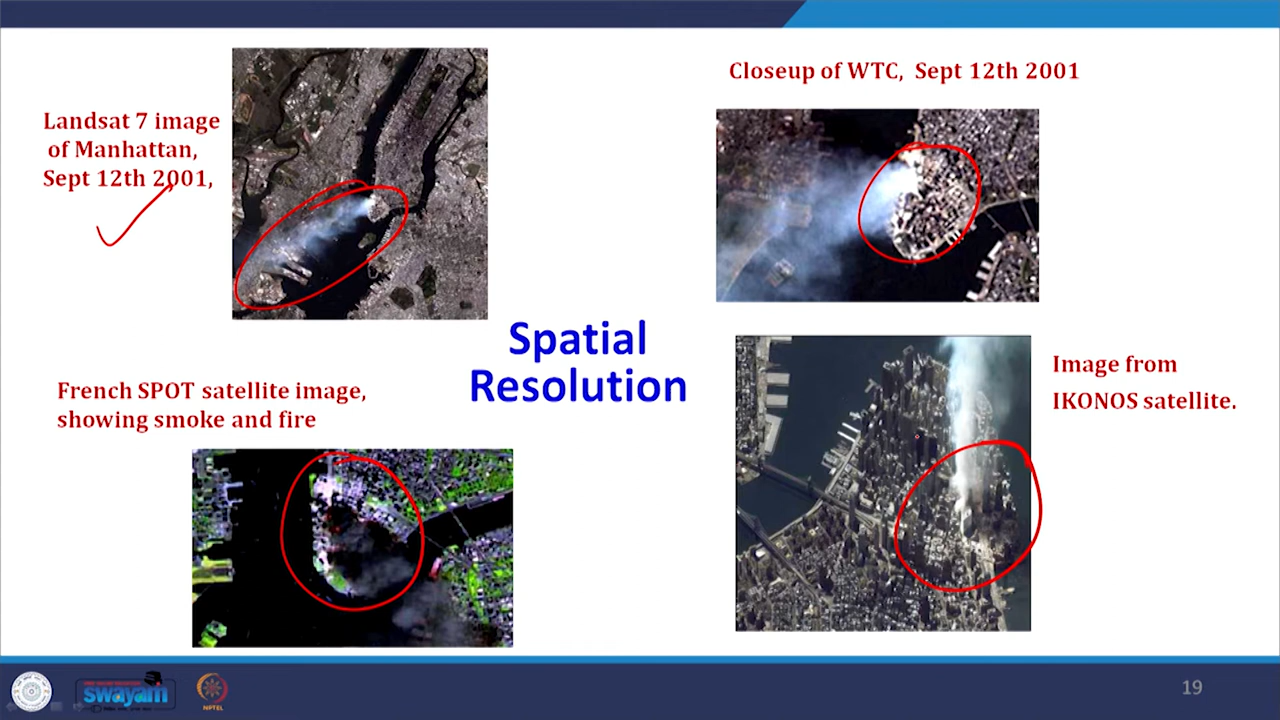 Landsat 7 image
of Manhattan,
Sept 12th 2001,
Closeup of WTC, Sept 12th 2001
Spatial
Resolution
French SPOT satellite image,
showing smoke and fire
Image from
IKONOS satellite.
swayam
NPTEL
19